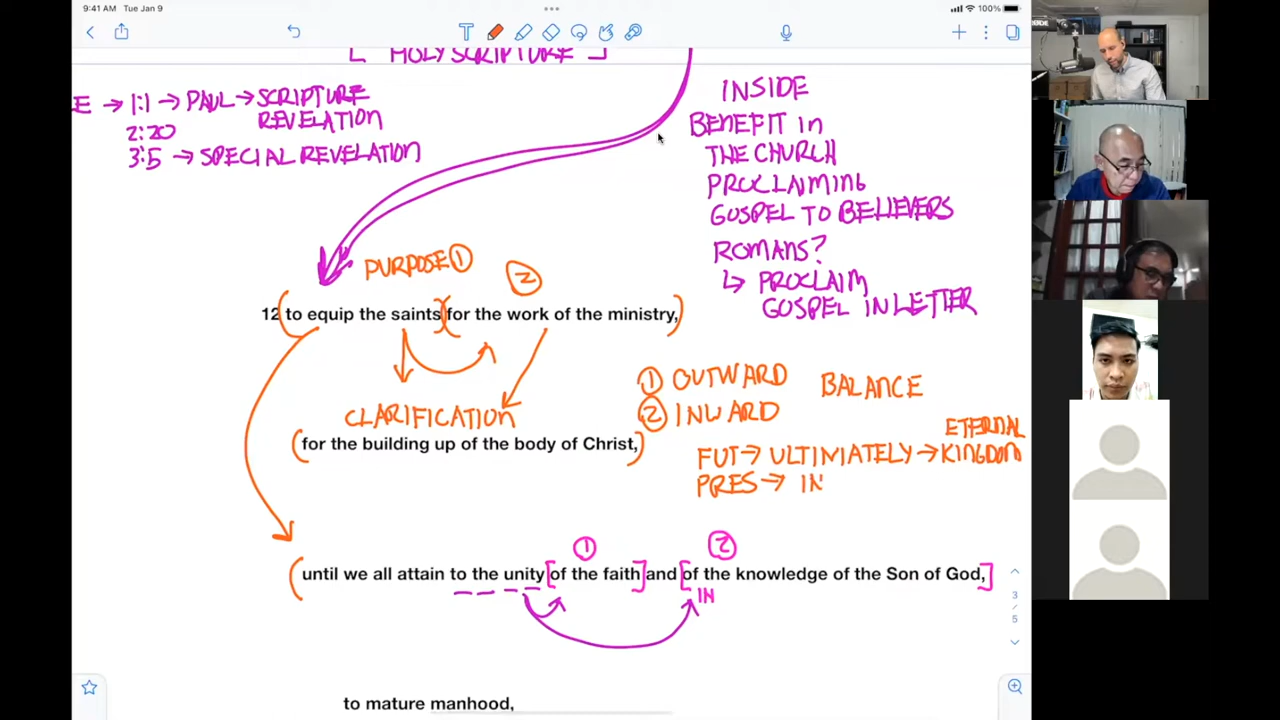 9:41 AM Tue Jan 9
100%
[ HOLY SCRIPTURE ]
E → 1:1 → PAUL → SCRIPTURE
REVELATION
2:20
3:5 → SPECIAL REVELATION
INSIDE
BENEFIT in
THE CHURCH
PROCLAIMING
GOSPEL TO BELIEVERS
ROMANS?
↳ PROCLAIM
GOSPEL IN LETTER
PURPOSE ①
②
12 (to equip the saints)(for the work of the ministry,)
① OUTWARD BALANCE
② INWARD
CLARIFICATION
(for the building up of the body of Christ,)
ETERNAL
FUT → ULTIMIATELY → KINGDOM
PRES → IN
① ②
(until we all attain to the unity [of the faith] and [of the knowledge of the Son of God,]
IN
to mature manhood,
3
/
5